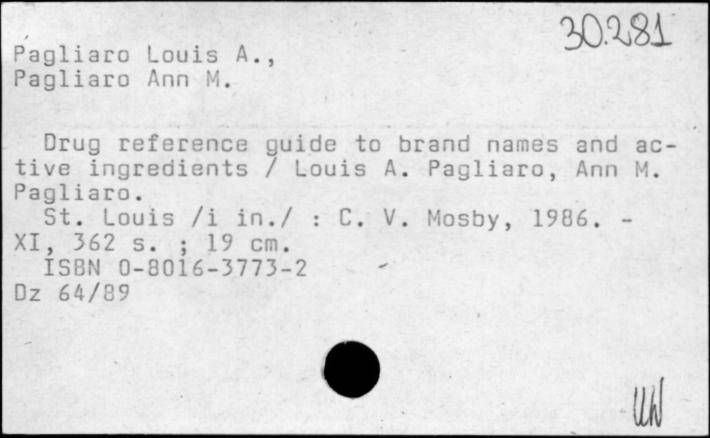 30.281
Pagliaro Louis A.,
Pagliaro Ann M.
Drug reference guide to brand names and ac-
tive ingredients / Louis A. Pagliaro, Ann M.
Pagliaro.
St. Louis /i in./ : C. V. Mosby, 1986. -
XI, 362 s. ; 19 cm.
ISBN 0-8016-3773-2
Dz 64/89